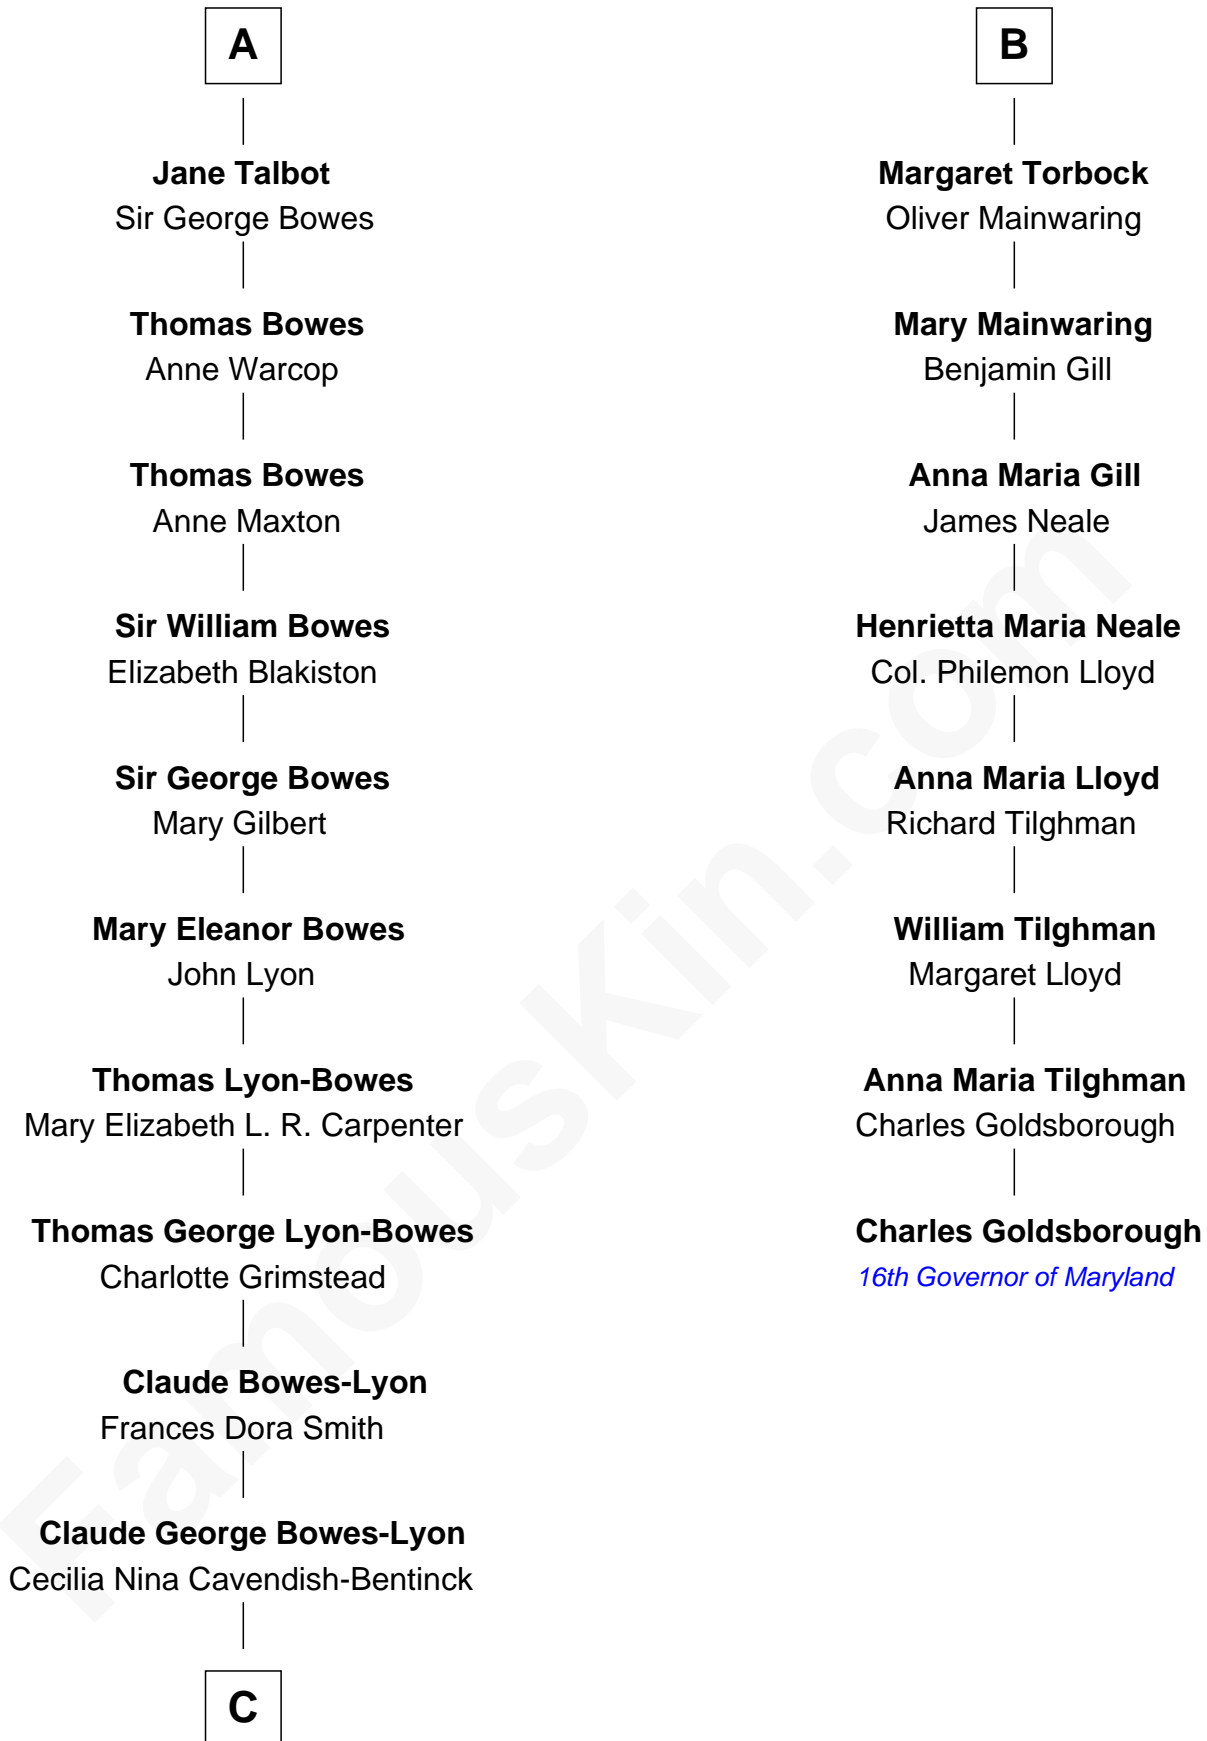 A
Jane Talbot
Sir George Bowes
Thomas Bowes
Anne Warcop
Thomas Bowes
Anne Maxton
Sir William Bowes
Elizabeth Blakiston
Sir George Bowes
Mary Gilbert
Mary Eleanor Bowes
John Lyon
Thomas Lyon-Bowes
Mary Elizabeth L. R. Carpenter
Thomas George Lyon-Bowes
Charlotte Grimstead
Claude Bowes-Lyon
Frances Dora Smith
Claude George Bowes-Lyon
Cecilia Nina Cavendish-Bentinck
C
B
Margaret Torbock
Oliver Mainwaring
Mary Mainwaring
Benjamin Gill
Anna Maria Gill
James Neale
Henrietta Maria Neale
Col. Philemon Lloyd
Anna Maria Lloyd
Richard Tilghman
William Tilghman
Margaret Lloyd
Anna Maria Tilghman
Charles Goldsborough
Charles Goldsborough
16th Governor of Maryland
FamousKin.com